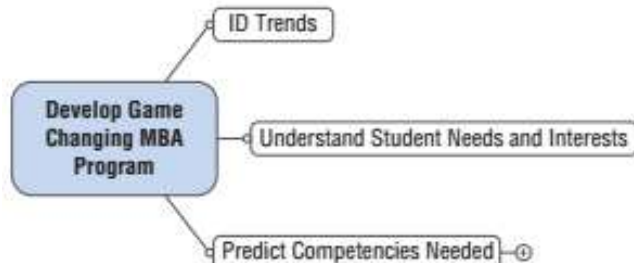 ID Trends
Develop Game
Changing MBA
Program
Understand Student Needs and Interests
Predict Competencies Needed